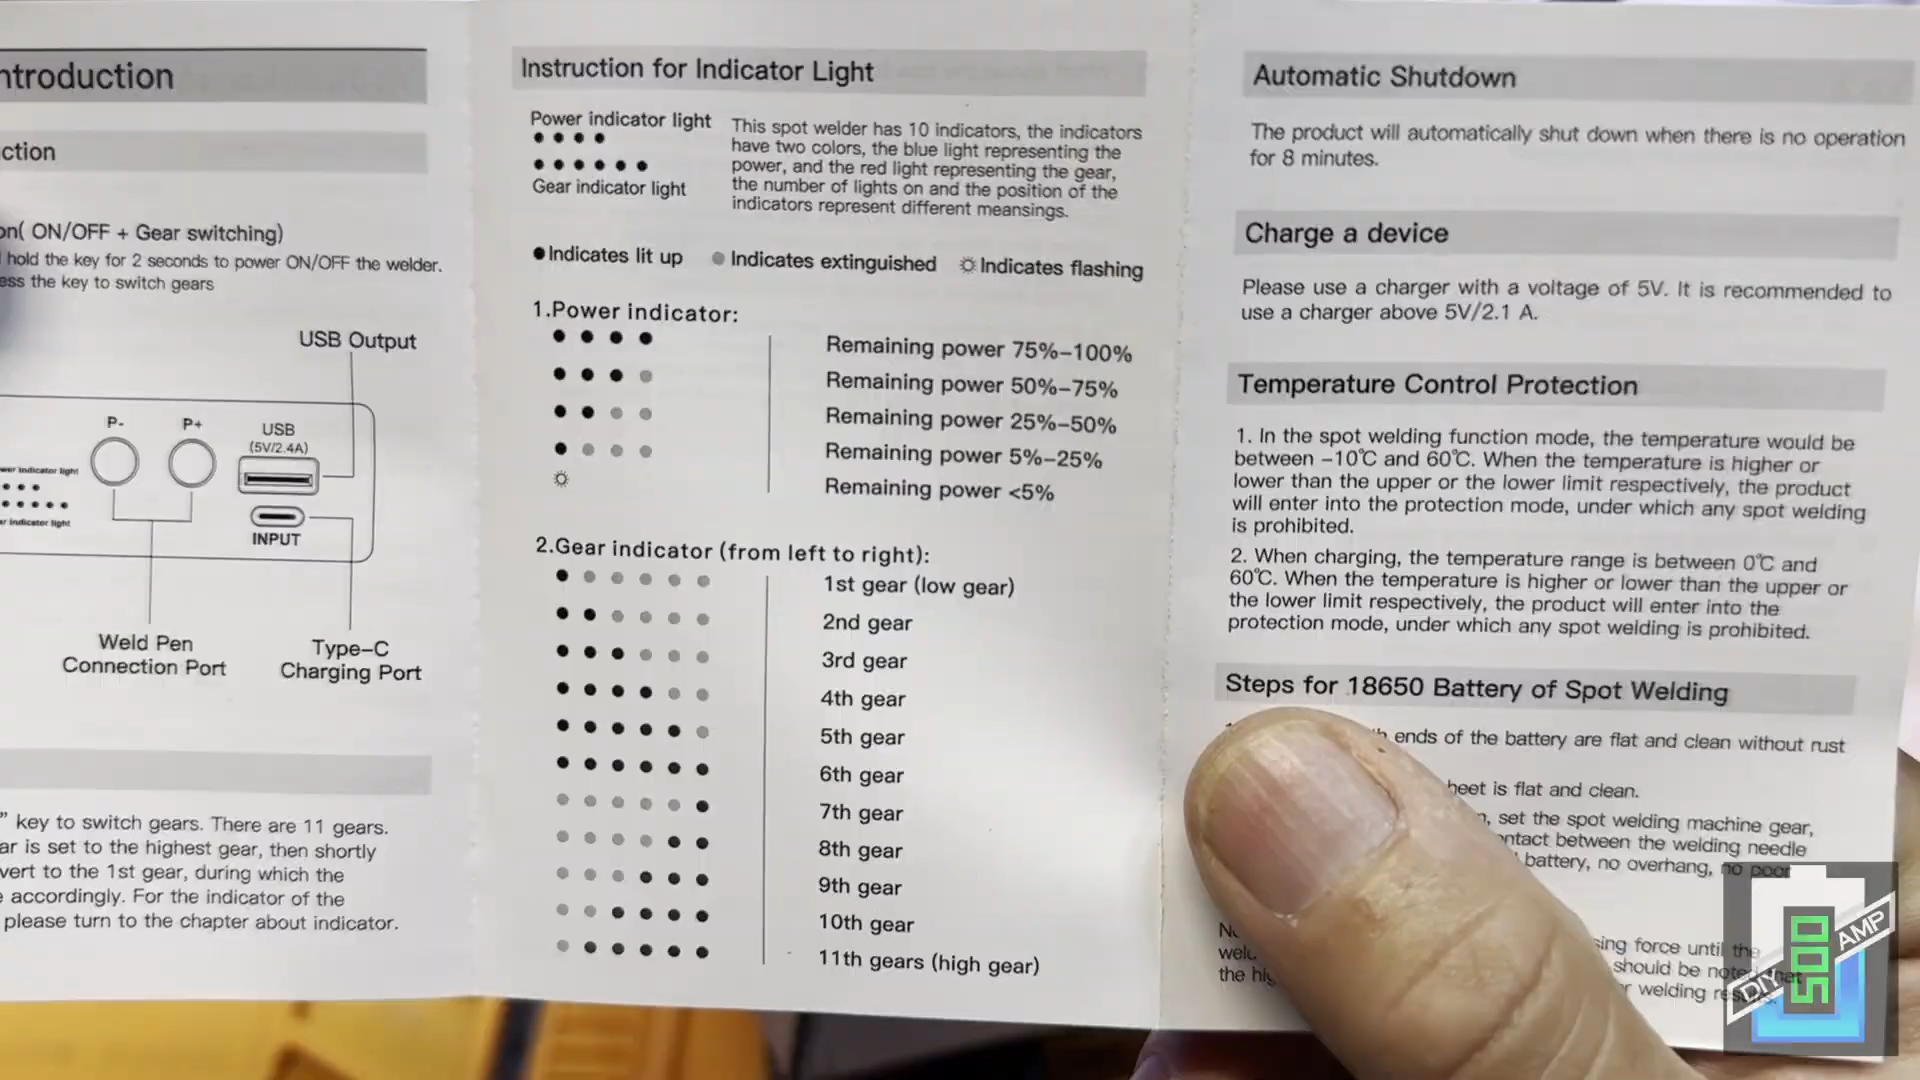 ntroduction
ction
on( ON/OFF + Gear switching)
hold the key for 2 seconds to power ON/OFF the welder.
ess the key to switch gears
USB Output
P-
P+
USB
(5V/2.4A)
wer indicator light
ar indicator light
INPUT
Weld Pen
Connection Port
Type-C
Charging Port
" key to switch gears. There are 11 gears.
ar is set to the highest gear, then shortly
vert to the 1st gear, during which the
e accordingly. For the indicator of the
please turn to the chapter about indicator.
Instruction for Indicator Light
Power indicator light
Gear indicator light
This spot welder has 10 indicators, the indicators
have two colors, the blue light representing the
power, and the red light representing the gear,
the number of lights on and the position of the
indicators represent different meansings.
Indicates lit up
Indicates extinguished
Indicates flashing
1.Power indicator:
Remaining power 75%-100%
Remaining power 50%-75%
Remaining power 25%-50%
Remaining power 5%-25%
Remaining power <5%
2.Gear indicator (from left to right):
1st gear (low gear)
2nd gear
3rd gear
4th gear
5th gear
6th gear
7th gear
8th gear
9th gear
10th gear
11th gears (high gear)
Automatic Shutdown
The product will automatically shut down when there is no operation
for 8 minutes.
Charge a device
Please use a charger with a voltage of 5V. It is recommended to
use a charger above 5V/2.1 A.
Temperature Control Protection
1. In the spot welding function mode, the temperature would be
between -10℃ and 60℃. When the temperature is higher or
lower than the upper or the lower limit respectively, the product
will enter into the protection mode, under which any spot welding
is prohibited.
2. When charging, the temperature range is between 0℃ and
60℃. When the temperature is higher or lower than the upper or
the lower limit respectively, the product will enter into the
protection mode, under which any spot welding is prohibited.
Steps for 18650 Battery of Spot Welding
ends of the battery are flat and clean without rust
heet is flat and clean.
set the spot welding machine gear,
ntact between the welding needle
battery, no overhang, no poor
sing force until the
should be noted that
welding
the
DIY 500 AMP